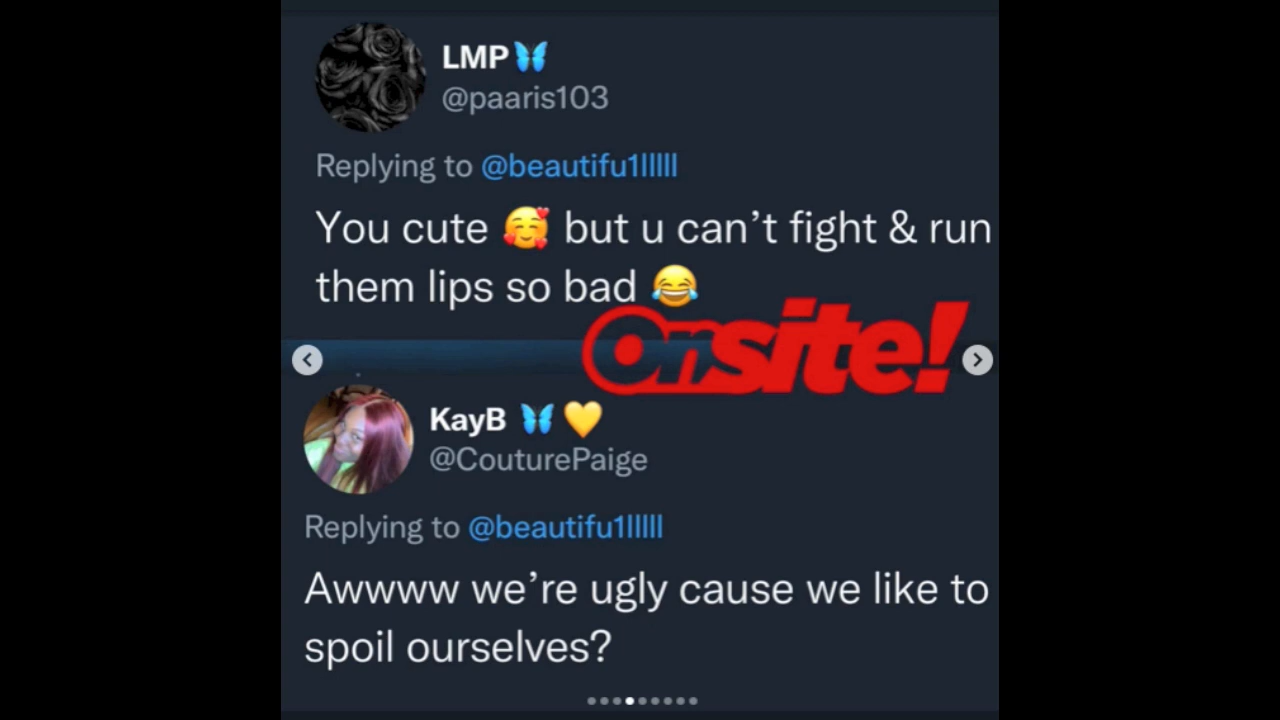 LMP🦋
@paaris103
Replying to @beautifu1lllll
You cute 🥰 but u can’t fight & run
them lips so bad 😂
Onsite!
KayB 🦋 💛
@CouturePaige
Replying to @beautifu1lllll
Awwww we’re ugly cause we like to
spoil ourselves?